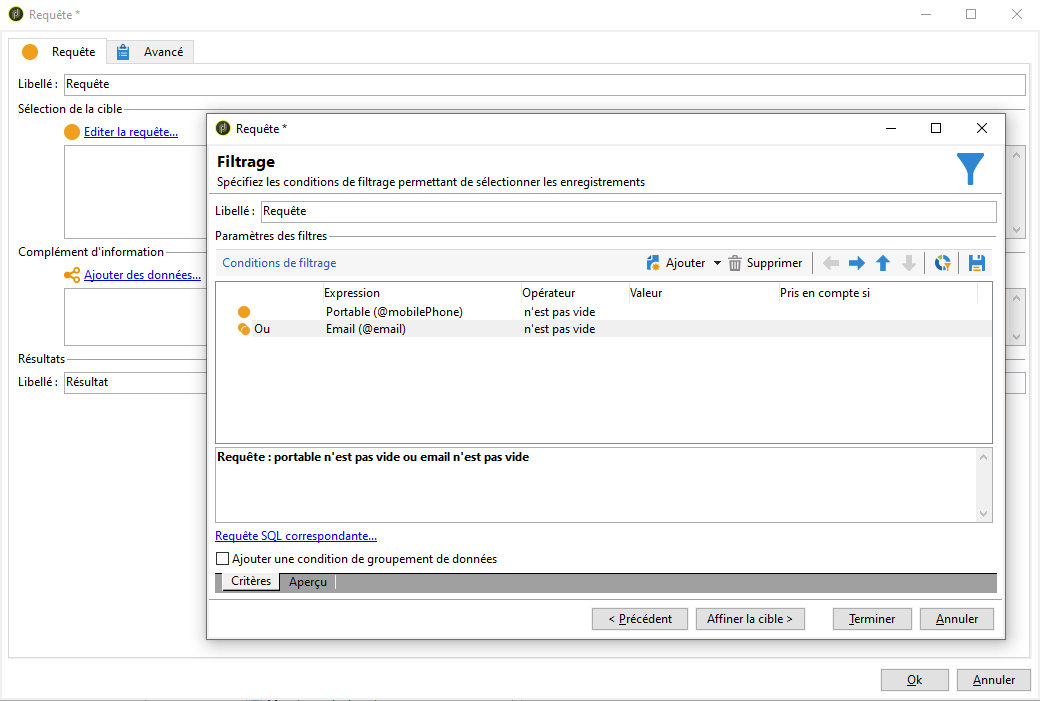 Requête *
Requête Avancé
Libellé : Requête
Sélection de la cible
Editer la requête...
Complément d'information
Ajouter des données...
Résultats
Libellé : Résultat
Requête *
Filtrage
Spécifiez les conditions de filtrage permettant de sélectionner les enregistrements
Libellé : Requête
Paramètres des filtres
Conditions de filtrage Ajouter Supprimer
Expression Opérateur Valeur Pris en compte si
Portable (@mobilePhone) n'est pas vide
Ou Email (@email) n'est pas vide
Requête : portable n'est pas vide ou email n'est pas vide
Requête SQL correspondante...
Ajouter une condition de groupement de données
Critères Aperçu
< Précédent Affiner la cible > Terminer Annuler
Ok Annuler